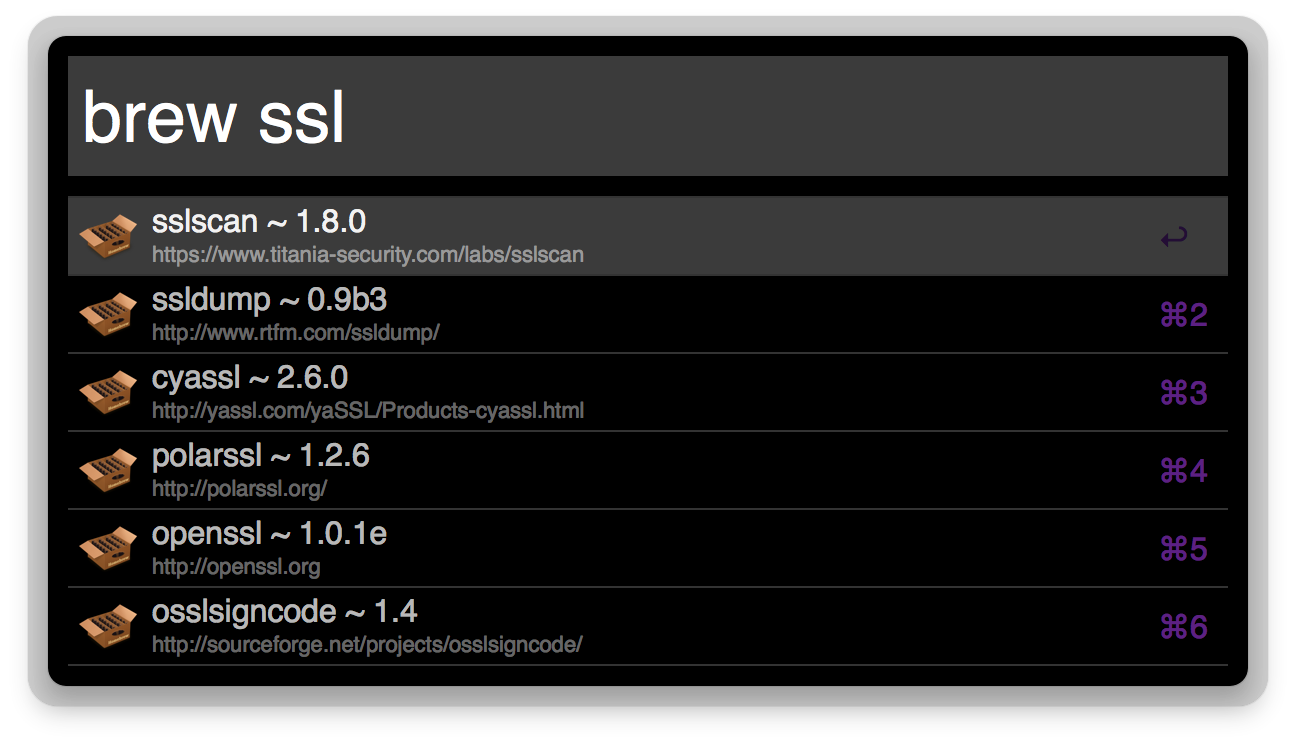 brew ssl
sslscan ~ 1.8.0
↩
https://www.titania-security.com/labs/sslscan
ssldump ~ 0.9b3
⌘2
http://www.rtfm.com/ssldump/
cyassl ~ 2.6.0
⌘3
http://yassl.com/yaSSL/Products-cyassl.html
polarssl ~ 1.2.6
⌘4
http://polarssl.org/
openssl ~ 1.0.1e
⌘5
http://openssl.org
osslsigncode ~ 1.4
⌘6
http://sourceforge.net/projects/osslsigncode/